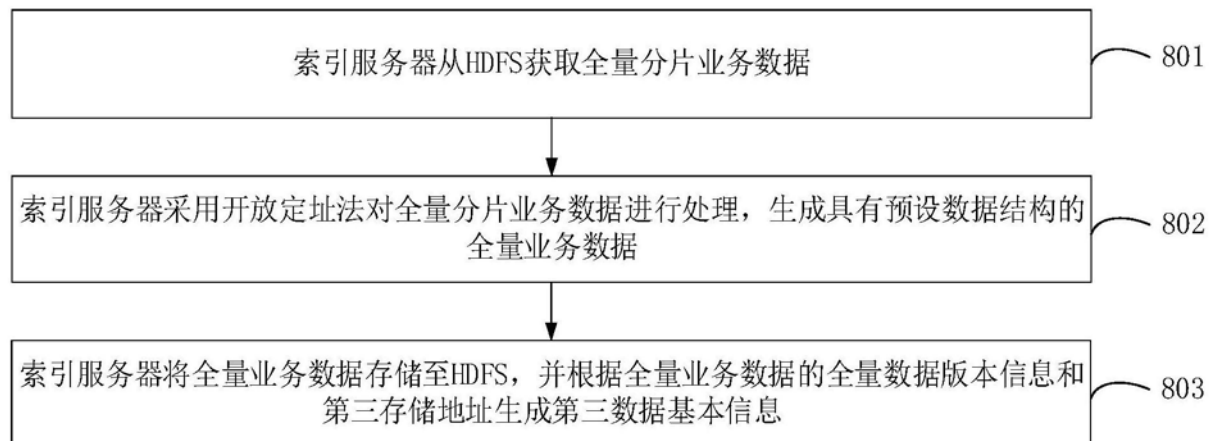 索引服务器从HDFS获取全量分片业务数据
801
索引服务器采用开放定址法对全量分片业务数据进行处理，生成具有预设数据结构的
全量业务数据
802
索引服务器将全量业务数据存储至HDFS，并根据全量业务数据的全量数据版本信息和
第三存储地址生成第三数据基本信息
803